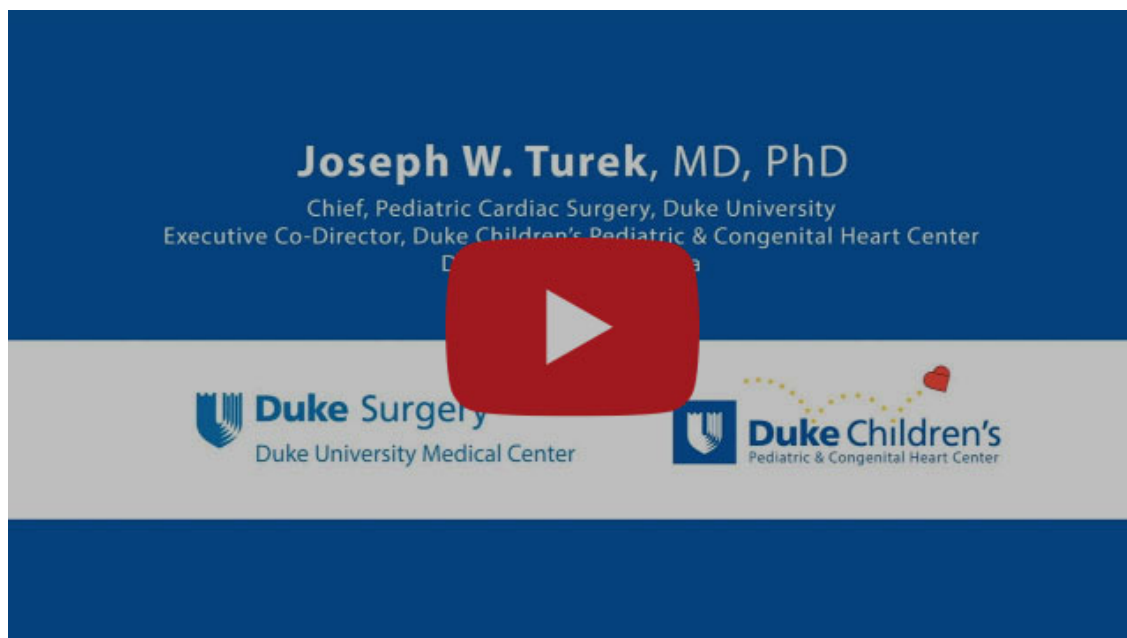 Joseph W. Turek, MD, PhD
Chief, Pediatric Cardiac Surgery, Duke University
Executive Co-Director, Duke Children's Pediatric & Congenital Heart Center
Duke Surgery
Duke University Medical Center
Duke Children's
Pediatric & Congenital Heart Center